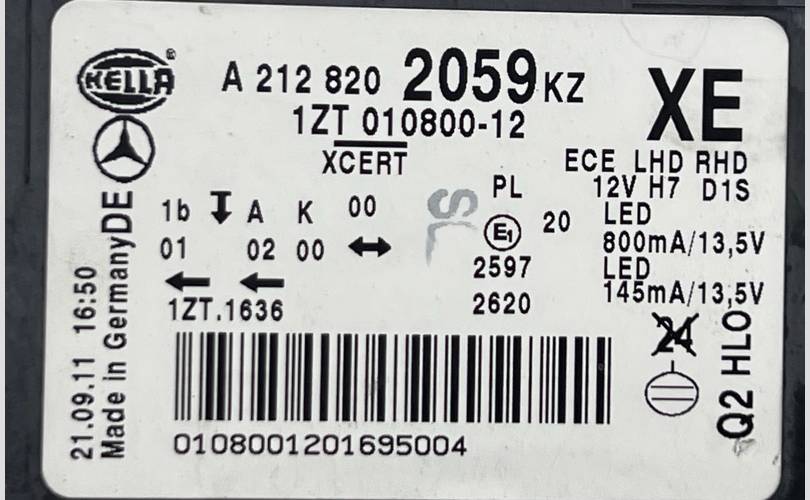 HELLA ®
A 212 820 2059 KZ
XE
1ZT 010800-12
XCERT
ECE LHD RHD
PL 12V H7 D1S
1b A K 00
LED
E1 20
01 02 00
800mA/13,5V
2597 LED
145mA/13,5V
1ZT.1636
2620
24
Q2 HLO
21.09.11 16:50
Made in Germany DE
0108001201695004